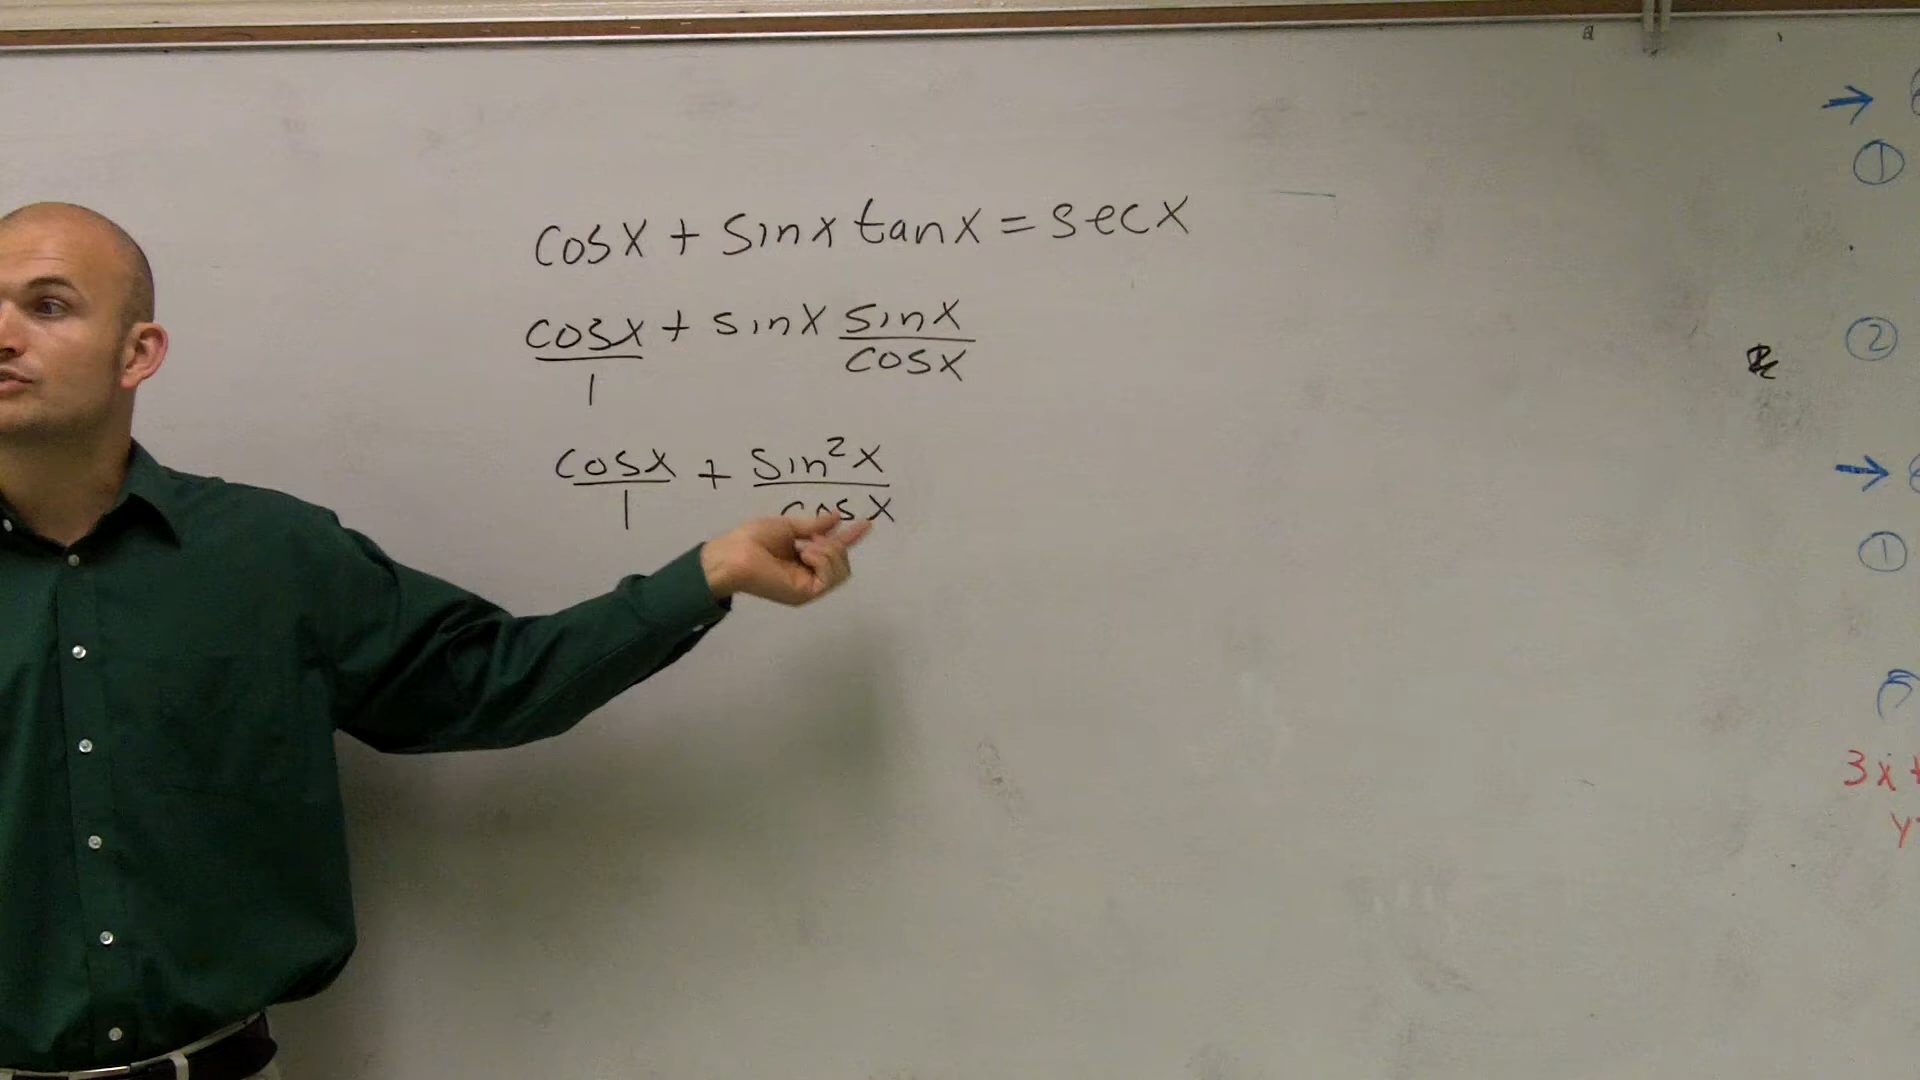 cosx + sinx tanx = secx
cosx/1 + sinx sinx/cosx
cosx/1 + sin²x/cosx
①
②
①
3x+
y